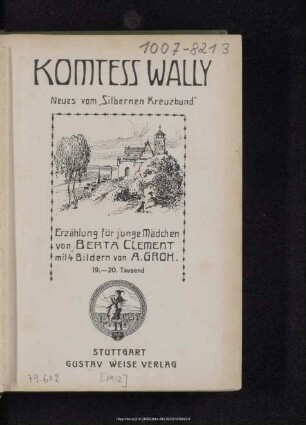 1007-8213
KOMTESS WALLY
Neues vom „Silbernen Kreuzbund"
Erzählung für junge Mädchen
von BERTA CLEMENT
mit 4 Bildern von A. GROH.
19.—20. Tausend
STUTTGART
GUSTAV WEISE VERLAG
79.612 [1912]